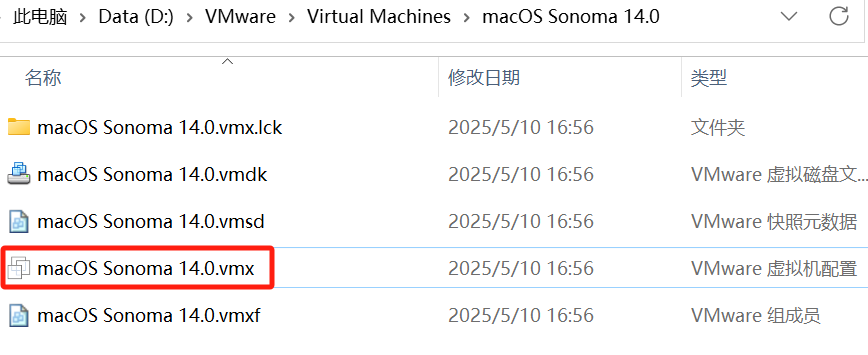 此电脑 > Data (D:) > VMware > Virtual Machines > macOS Sonoma 14.0
名称 修改日期 类型
macOS Sonoma 14.0.vmx.lck 2025/5/10 16:56 文件夹
macOS Sonoma 14.0.vmdk 2025/5/10 16:56 VMware 虚拟磁盘文...
macOS Sonoma 14.0.vmsd 2025/5/10 16:56 VMware 快照元数据
macOS Sonoma 14.0.vmx 2025/5/10 16:56 VMware 虚拟机配置
macOS Sonoma 14.0.vmxf 2025/5/10 16:56 VMware 组成员